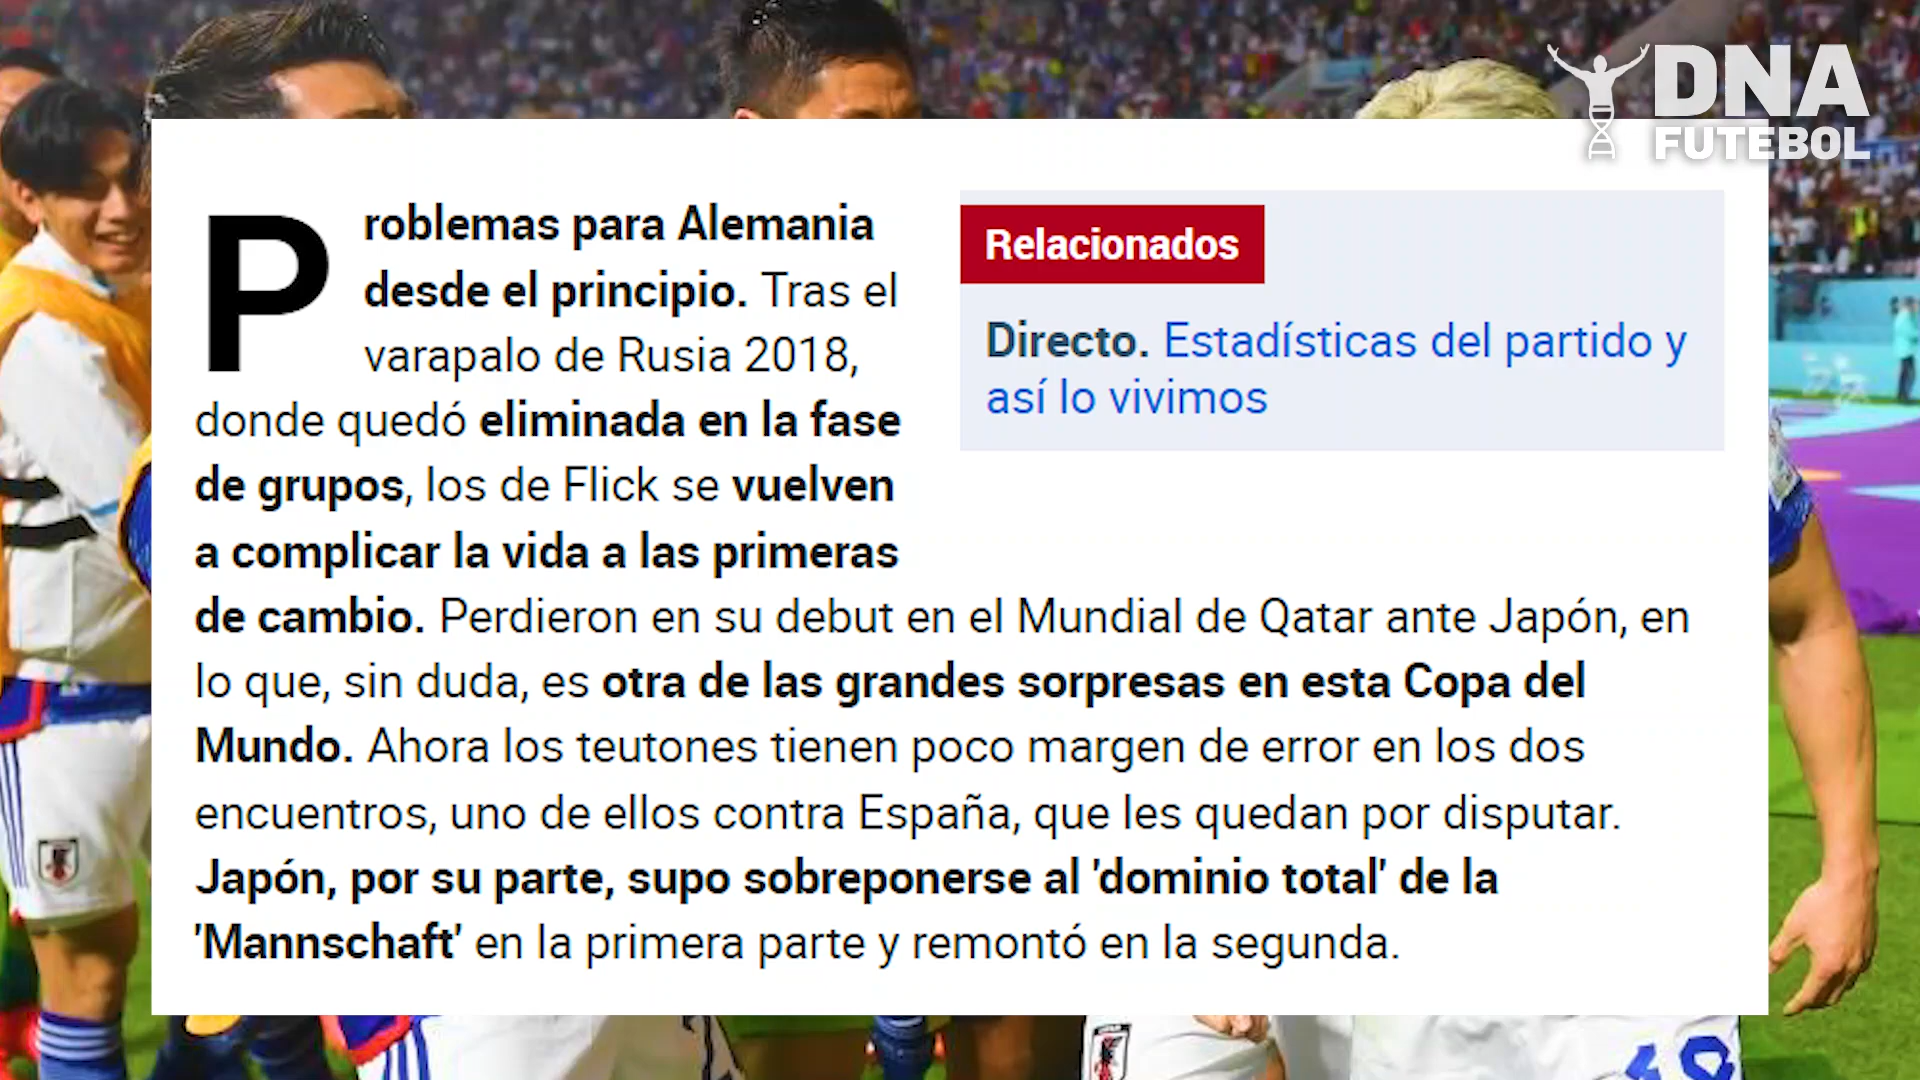 DNA
FUTEBOL
Problemas para Alemania
desde el principio. Tras el
varapalo de Rusia 2018,
donde quedó eliminada en la fase
de grupos, los de Flick se vuelven
a complicar la vida a las primeras
de cambio. Perdieron en su debut en el Mundial de Qatar ante Japón, en
lo que, sin duda, es otra de las grandes sorpresas en esta Copa del
Mundo. Ahora los teutones tienen poco margen de error en los dos
encuentros, uno de ellos contra España, que les quedan por disputar.
Japón, por su parte, supo sobreponerse al 'dominio total' de la
'Mannschaft' en la primera parte y remontó en la segunda.
Relacionados
Directo. Estadísticas del partido y
así lo vivimos